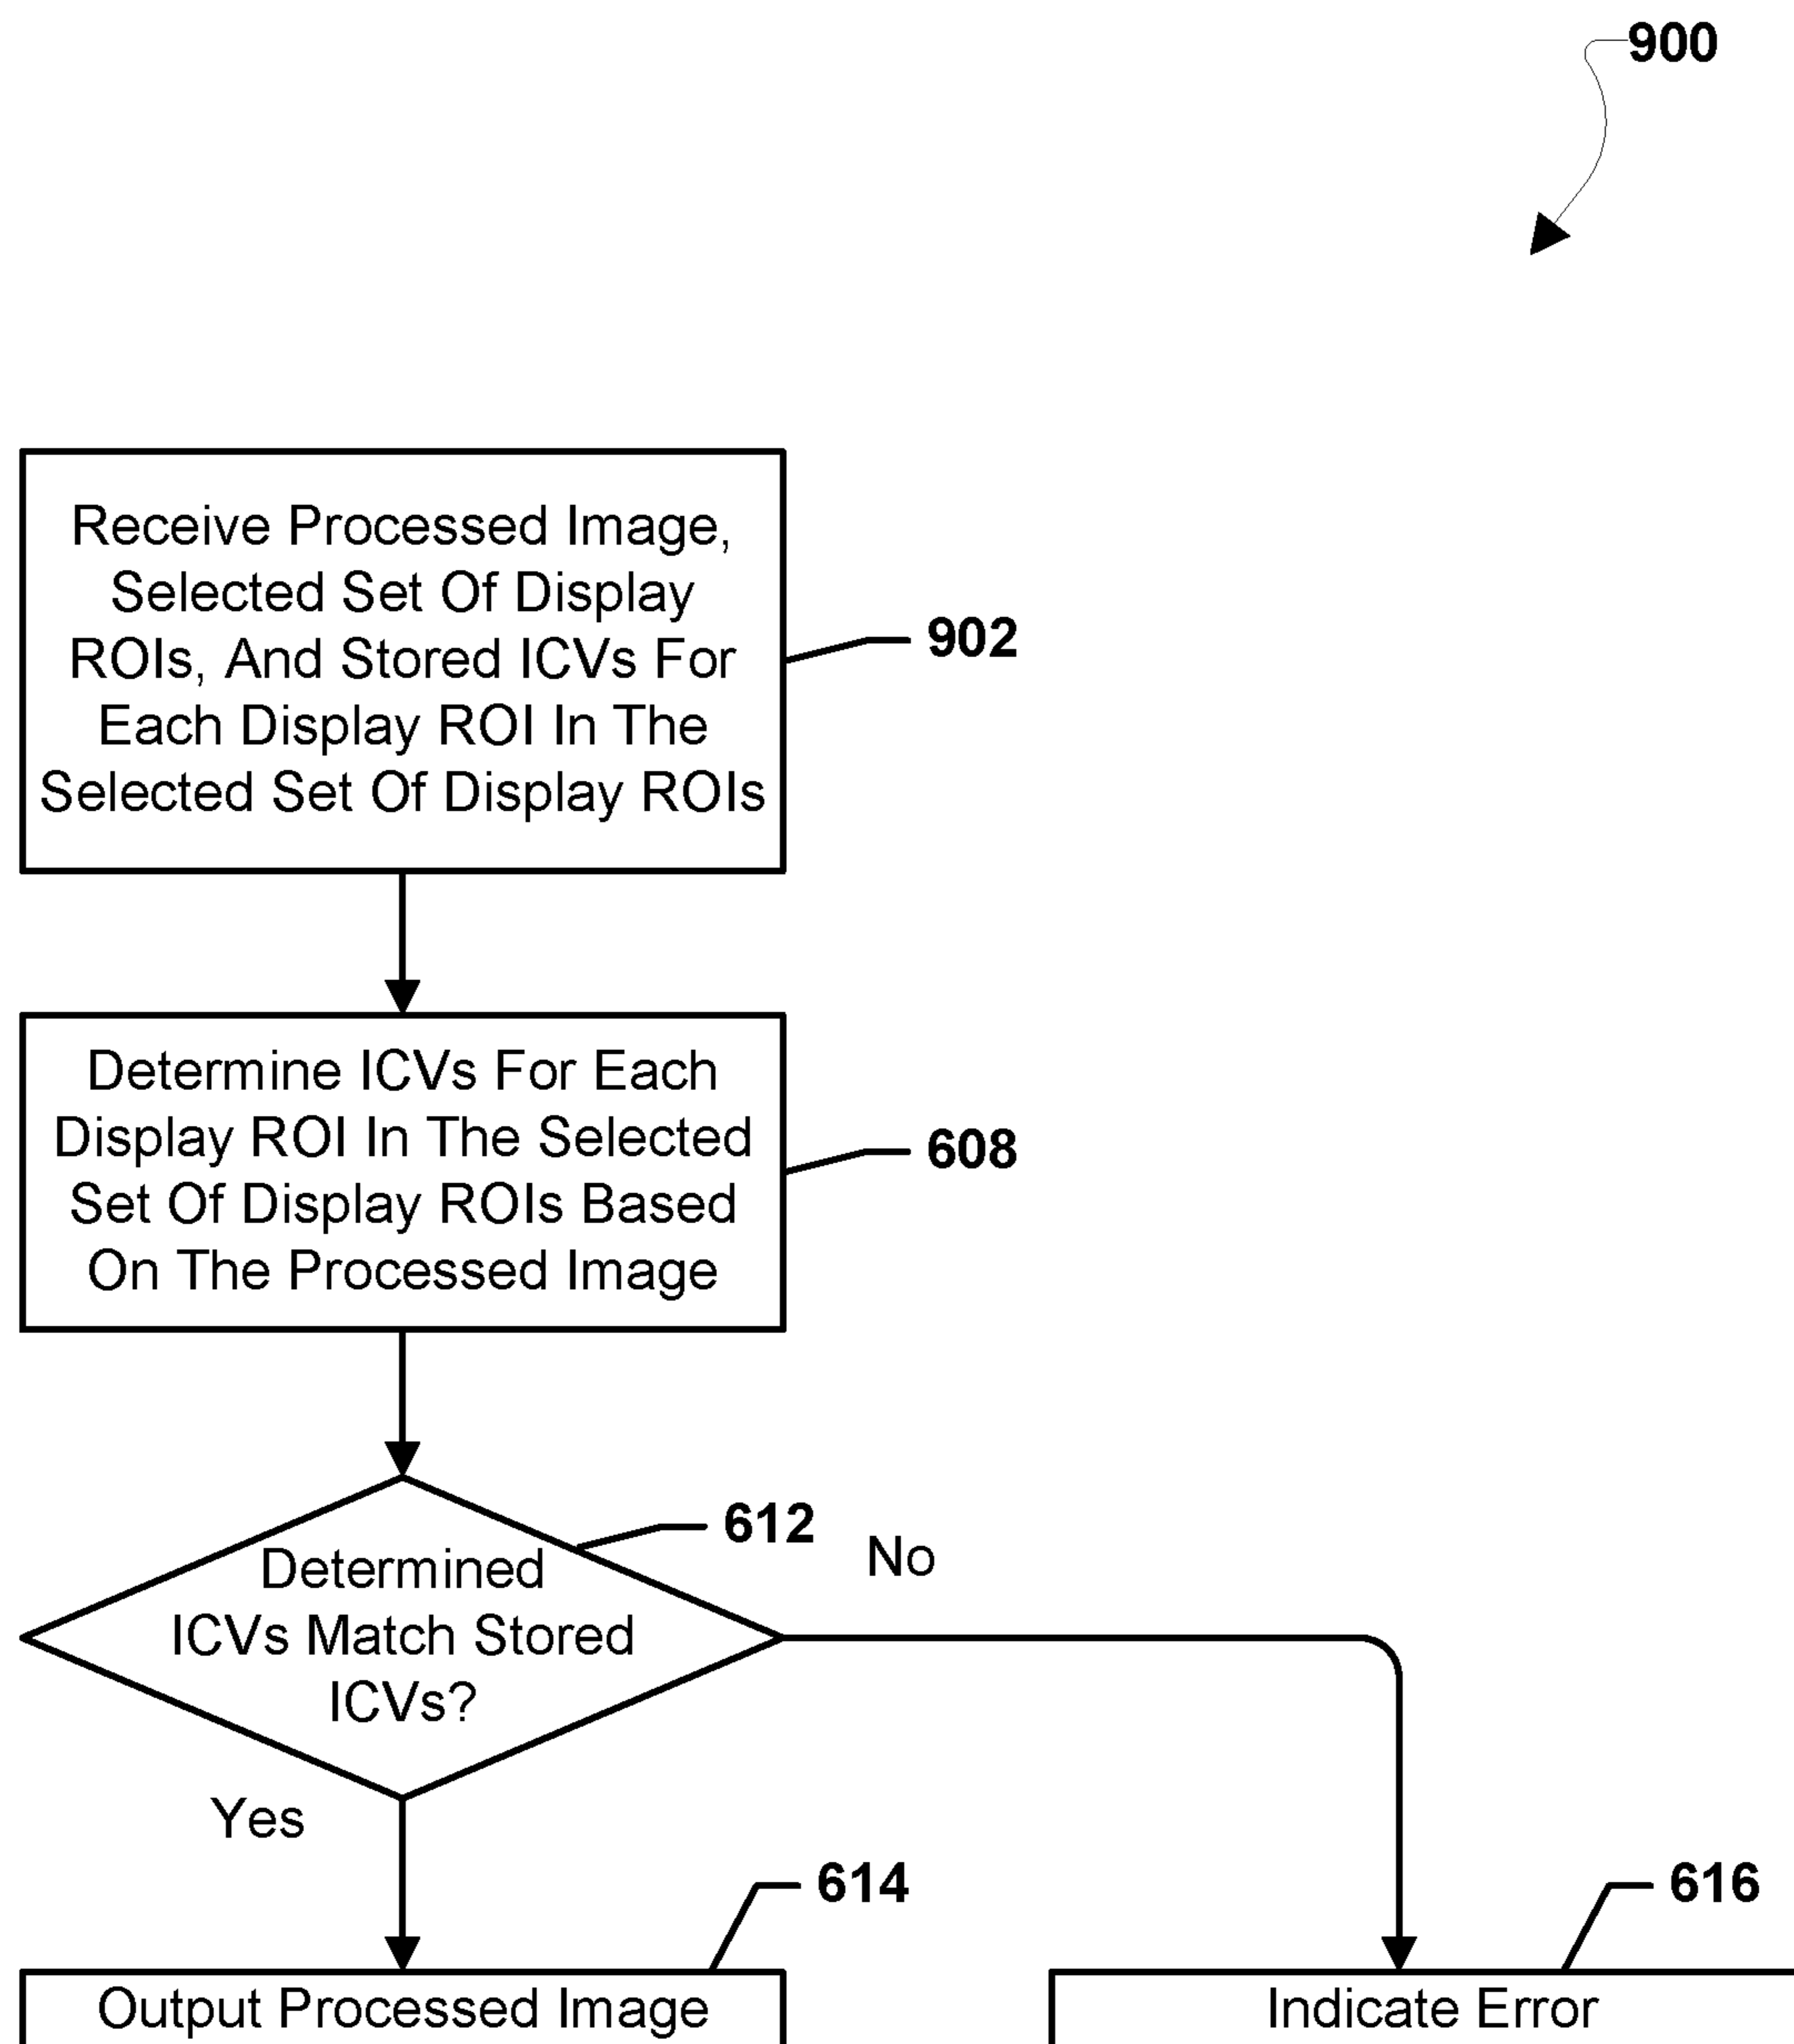 900
Receive Processed Image,
Selected Set Of Display
ROIs, And Stored ICVs For
Each Display ROI In The
Selected Set Of Display ROIs
902
Determine ICVs For Each
Display ROI In The Selected
Set Of Display ROIs Based
On The Processed Image
608
612
No
Determined
ICVs Match Stored
ICVs?
Yes
614
616
Output Processed Image
Indicate Error